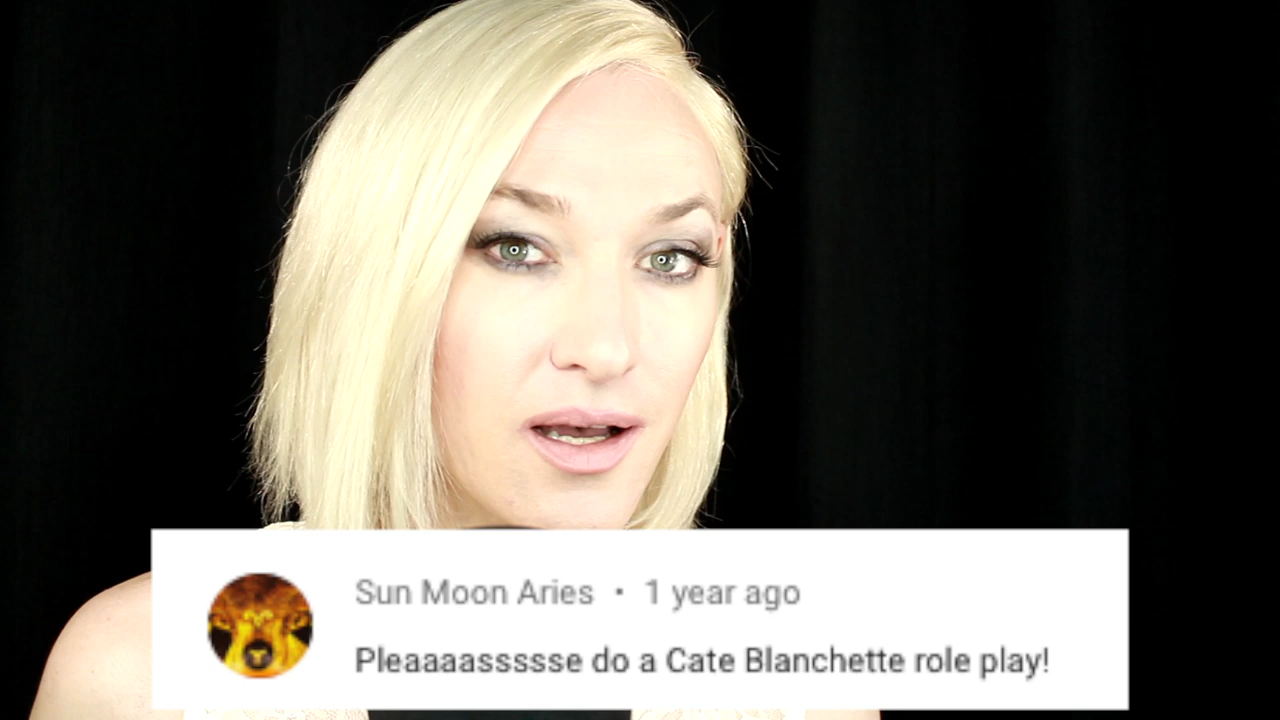 Sun Moon Aries • 1 year ago
Pleaaaassssse do a Cate Blanchette role play!